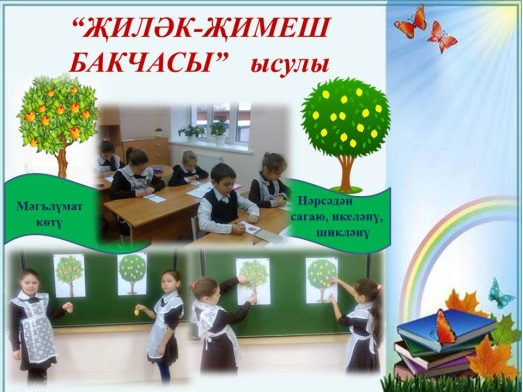 “ҖИЛӘК-ҖИМЕШ
БАКЧАСЫ” ысулы
Мәгълүмат
көтү
Нәрсәдән
сагаю, икеләнү,
шикләнү